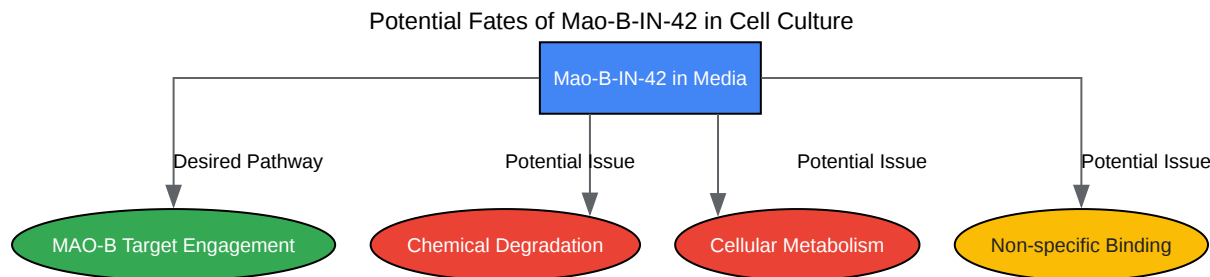 Potential Fates of Mao-B-IN-42 in Cell Culture
Mao-B-IN-42 in Media
Desired Pathway
Potential Issue
Potential Issue
Potential Issue
MAO-B Target Engagement
Chemical Degradation
Cellular Metabolism
Non-specific Binding